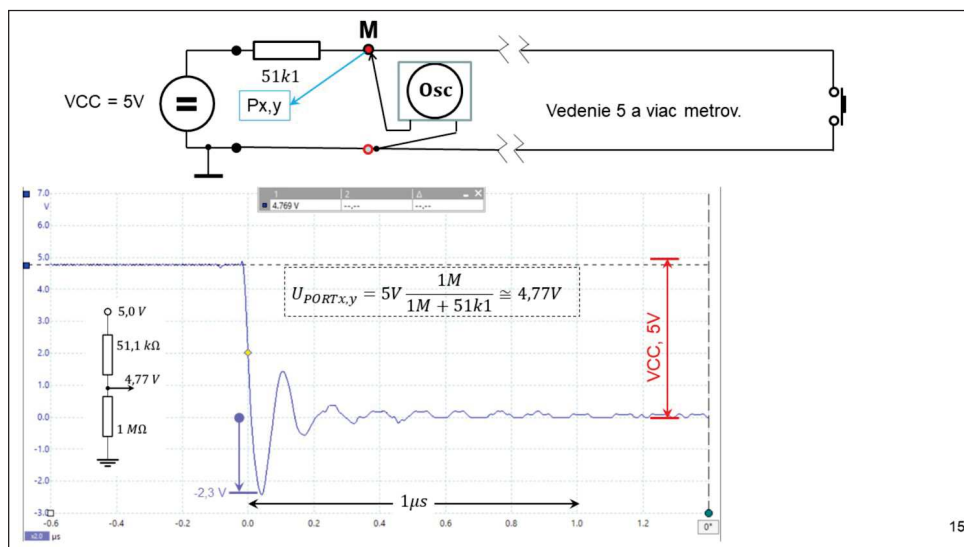 M
51k1
VCC = 5V
Px,y
Osc
Vedenie 5 a viac metrov.
1 2 Δ
4.769 V --,-- --,--
7.0
V
6.0
5.0
4.0
3.0
2.0
1.0
0.0
-1.0
-2.0
-3.0
U_PORTx,y = 5V 1M / (1M + 51k1) ≅ 4,77V
5,0 V
51,1 kΩ
4,77 V
1 MΩ
VCC, 5V
-2,3 V
1µs
-0.6 -0.4 -0.2 0.0 0.2 0.4 0.6 0.8 1.0 1.2 0°
x2.0 µs
15